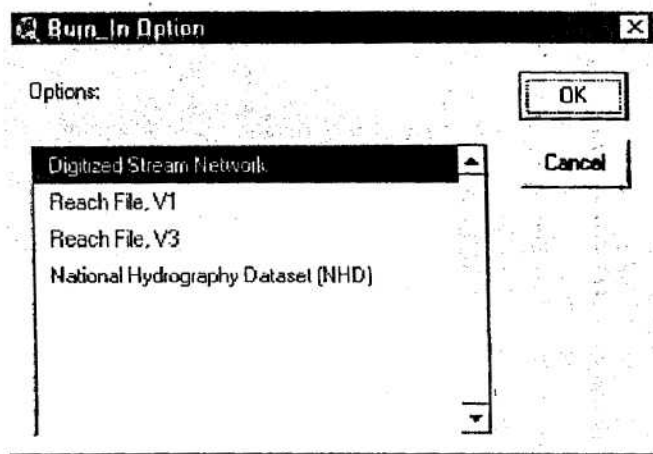 Burn_In Option
Options:
OK
Digitized Stream Network
Cancel
Reach File, V1
Reach File, V3
National Hydrography Dataset (NHD)